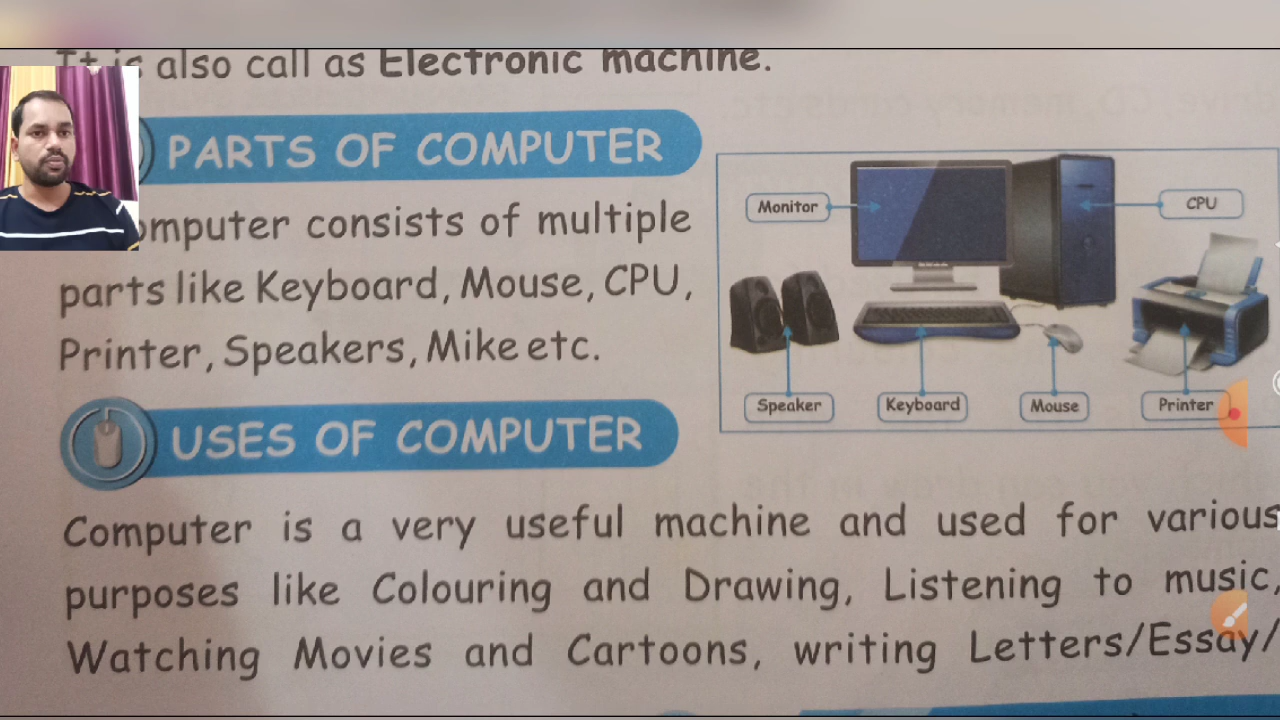 It is also call as Electronic machine.
PARTS OF COMPUTER
computer consists of multiple
parts like Keyboard, Mouse, CPU,
Printer, Speakers, Mike etc.
Monitor
CPU
Speaker
Keyboard
Mouse
Printer
USES OF COMPUTER
Computer is a very useful machine and used for various
purposes like Colouring and Drawing, Listening to music,
Watching Movies and Cartoons, writing Letters/Essay/